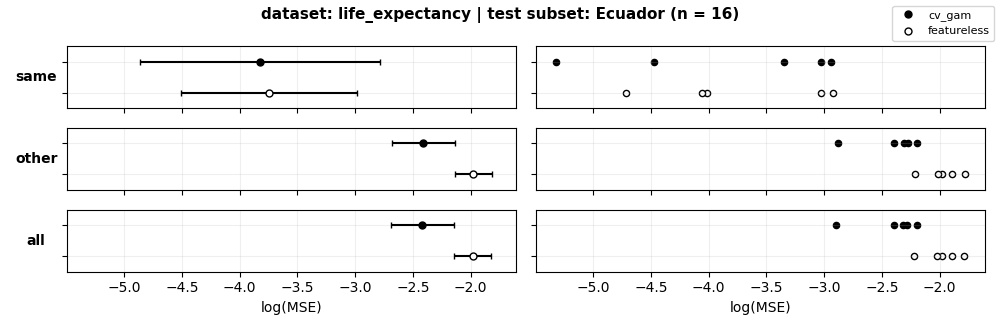 dataset: life_expectancy | test subset: Ecuador (n = 16)
cv_gam
featureless
same
other
all
−5.0 −4.5 −4.0 −3.5 −3.0 −2.5 −2.0
−5.0 −4.5 −4.0 −3.5 −3.0 −2.5 −2.0
log(MSE)
log(MSE)